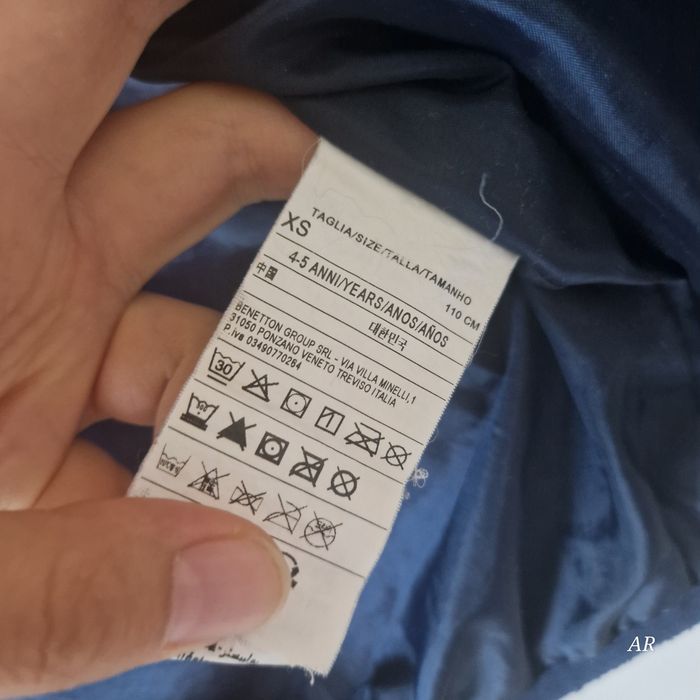 TAGLIA/SIZE/TALLA/TAMANHO
XS
110 CM
4-5 ANNI/YEARS/ANOS/AÑOS
中国
대한민국
BENETTON GROUP SRL - VIA VILLA MINELLI,1
31050 PONZANO VENETO TREVISO ITALIA
P.iva 03490770264
30
AR